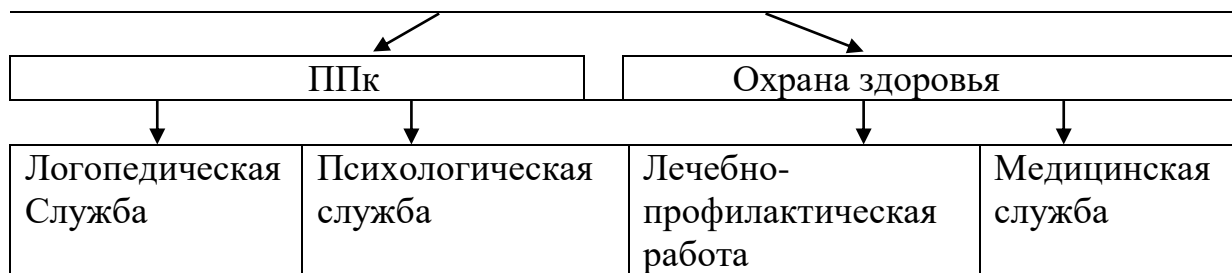 ППк
Охрана здоровья
Логопедическая
Служба
Психологическая
служба
Лечебно-
профилактическая
работа
Медицинская
служба